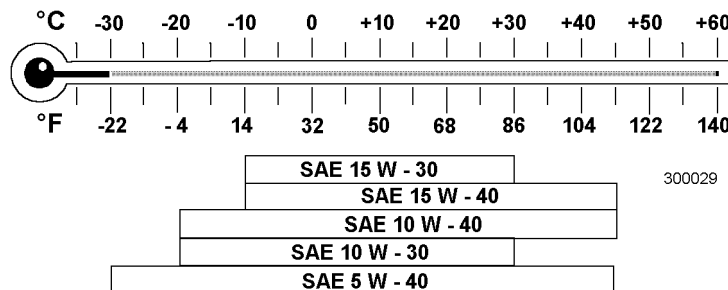 °C -30 -20 -10 0 +10 +20 +30 +40 +50 +60
°F -22 - 4 14 32 50 68 86 104 122 140
SAE 15 W - 30
300029
SAE 15 W - 40
SAE 10 W - 40
SAE 10 W - 30
SAE 5 W - 40